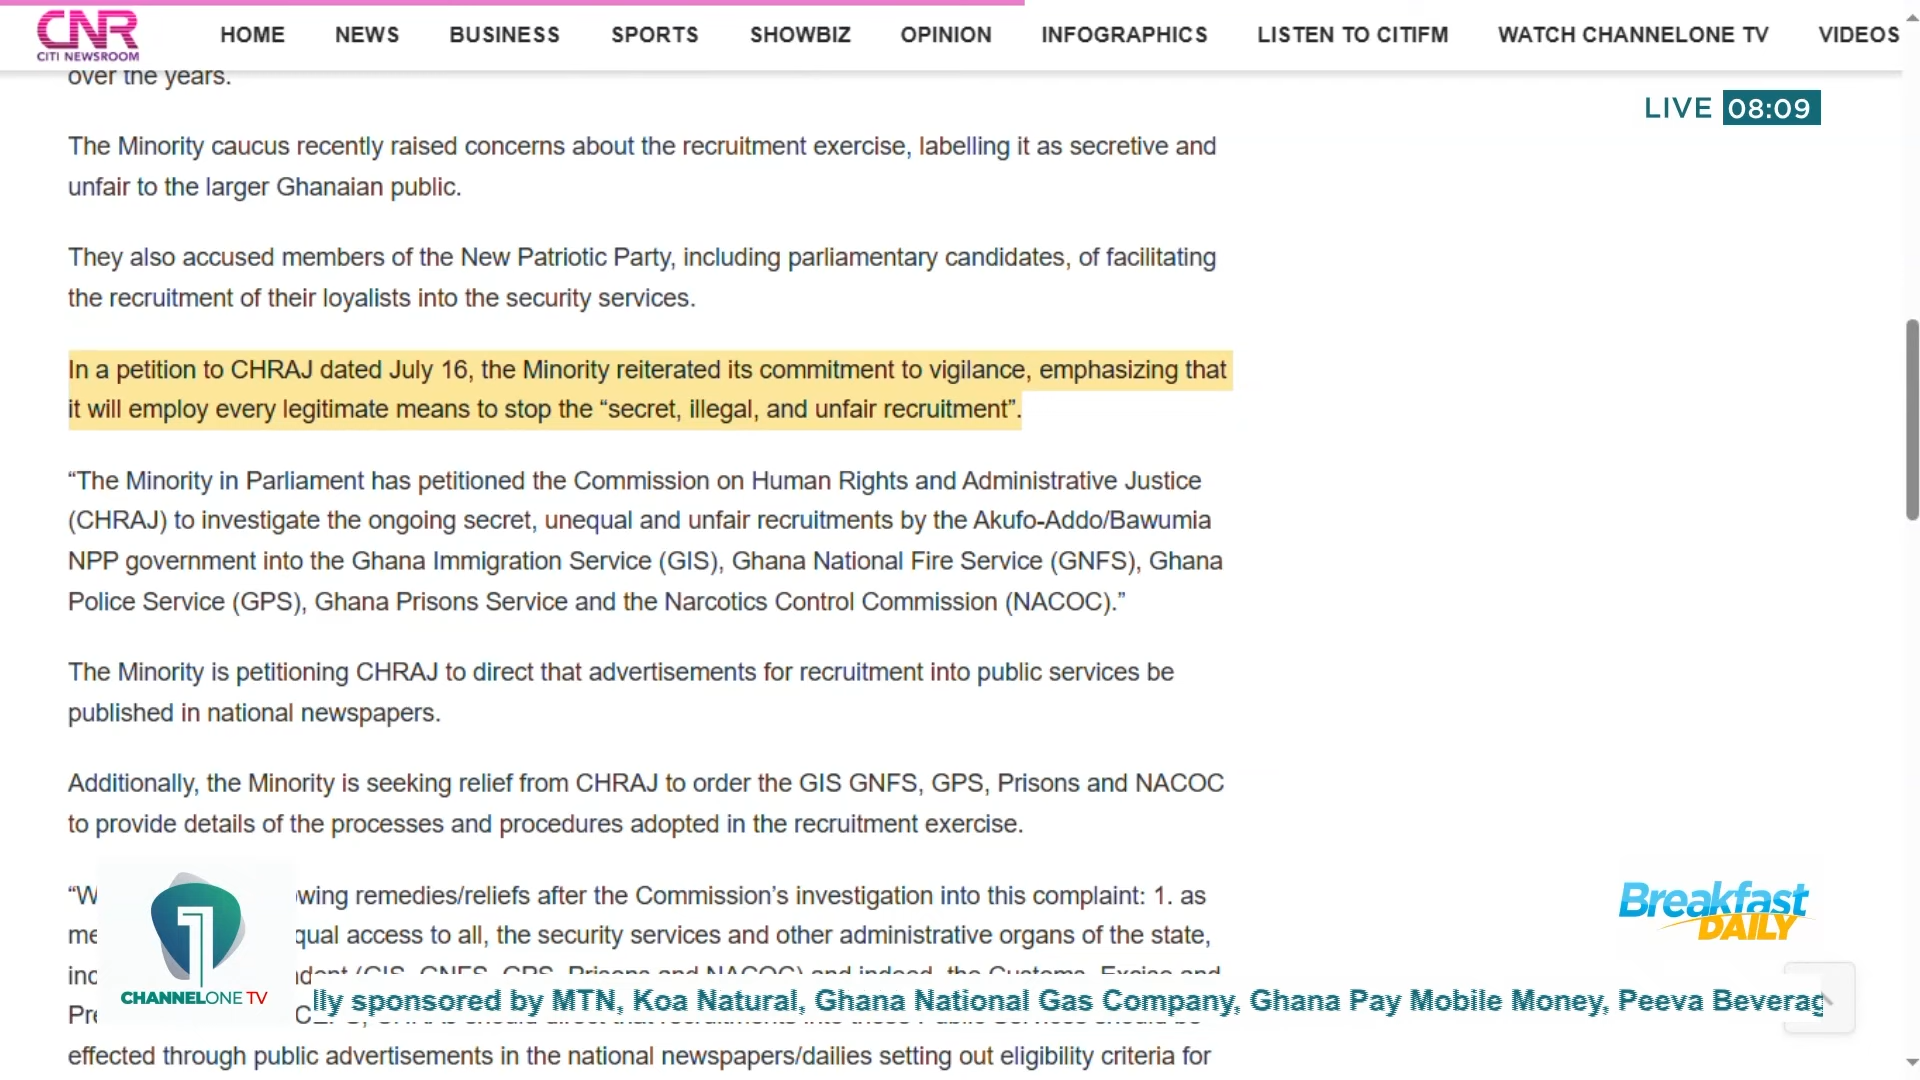 CNR
CITI NEWSROOM
HOME NEWS BUSINESS SPORTS SHOWBIZ OPINION INFOGRAPHICS LISTEN TO CITIFM WATCH CHANNELONE TV VIDEOS
over the years.
LIVE 08:09
The Minority caucus recently raised concerns about the recruitment exercise, labelling it as secretive and
unfair to the larger Ghanaian public.
They also accused members of the New Patriotic Party, including parliamentary candidates, of facilitating
the recruitment of their loyalists into the security services.
In a petition to CHRAJ dated July 16, the Minority reiterated its commitment to vigilance, emphasizing that
it will employ every legitimate means to stop the “secret, illegal, and unfair recruitment”.
“The Minority in Parliament has petitioned the Commission on Human Rights and Administrative Justice
(CHRAJ) to investigate the ongoing secret, unequal and unfair recruitments by the Akufo-Addo/Bawumia
NPP government into the Ghana Immigration Service (GIS), Ghana National Fire Service (GNFS), Ghana
Police Service (GPS), Ghana Prisons Service and the Narcotics Control Commission (NACOC).”
The Minority is petitioning CHRAJ to direct that advertisements for recruitment into public services be
published in national newspapers.
Additionally, the Minority is seeking relief from CHRAJ to order the GIS GNFS, GPS, Prisons and NACOC
to provide details of the processes and procedures adopted in the recruitment exercise.
“W wing remedies/reliefs after the Commission’s investigation into this complaint: 1. as
me qual access to all, the security services and other administrative organs of the state,
inc
Pre
effected through public advertisements in the national newspapers/dailies setting out eligibility criteria for
1
CHANNELONE TV
Breakfast
DAILY
lly sponsored by MTN, Koa Natural, Ghana National Gas Company, Ghana Pay Mobile Money, Peeva Beverag